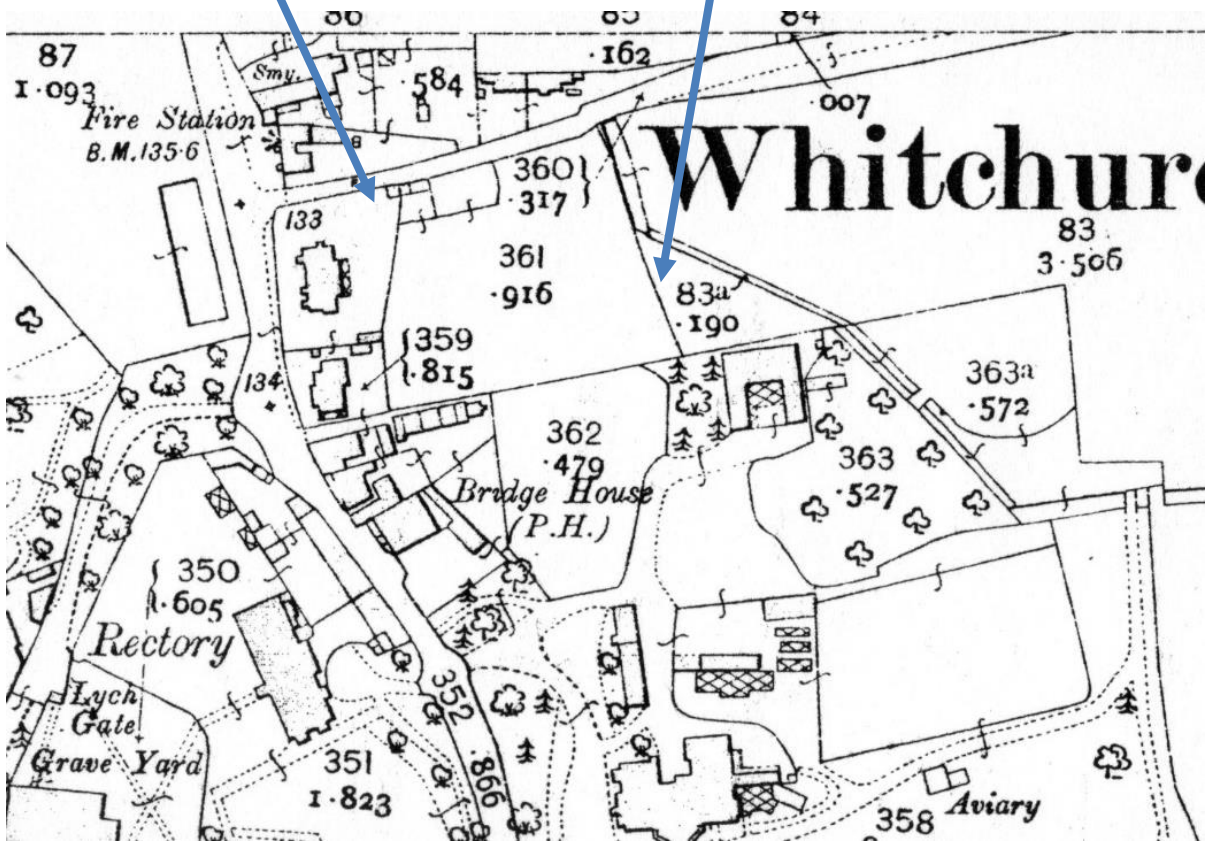 86
85
84
87
1·093
Smy.
·584
·162
·007
Fire Station
B.M.135·6
B
Whitchurc
360
·317
133
83
3·506
361
·916
83a
·190
359
·815
134
363a
·572
362
·479
363
·527
Bridge House
(P.H.)
350
·605
Rectory
352
·866
Lych
Gate
Grave Yard
351
1·823
Aviary
358